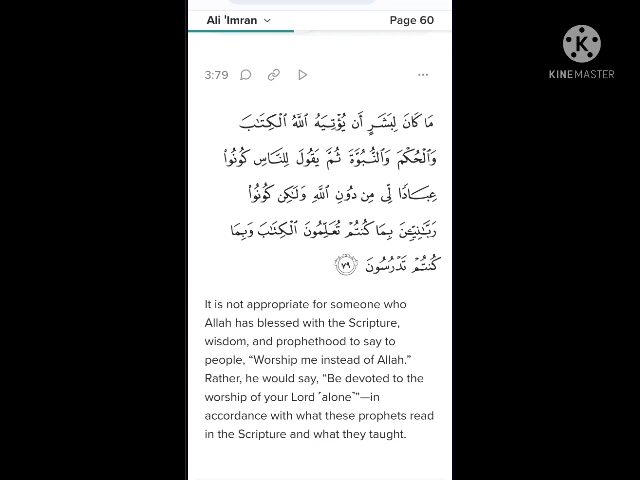 Ali 'Imran
Page 60
KINEMASTER
3:79
مَا كَانَ لِبَشَرٍ أَن يُؤْتِيَهُ ٱللَّهُ ٱلْكِتَـٰبَ
وَٱلْحُكْمَ وَٱلنُّبُوَّةَ ثُمَّ يَقُولَ لِلنَّاسِ كُونُوا۟
عِبَادًا لِّى مِن دُونِ ٱللَّهِ وَلَـٰكِن كُونُوا۟
رَبَّـٰنِيِّـۧنَ بِمَا كُنتُمْ تُعَلِّمُونَ ٱلْكِتَـٰبَ وَبِمَا
كُنتُمْ تَدْرُسُونَ ٧٩
It is not appropriate for someone who
Allah has blessed with the Scripture,
wisdom, and prophethood to say to
people, “Worship me instead of Allah.”
Rather, he would say, “Be devoted to the
worship of your Lord ˹alone˺”—in
accordance with what these prophets read
in the Scripture and what they taught.